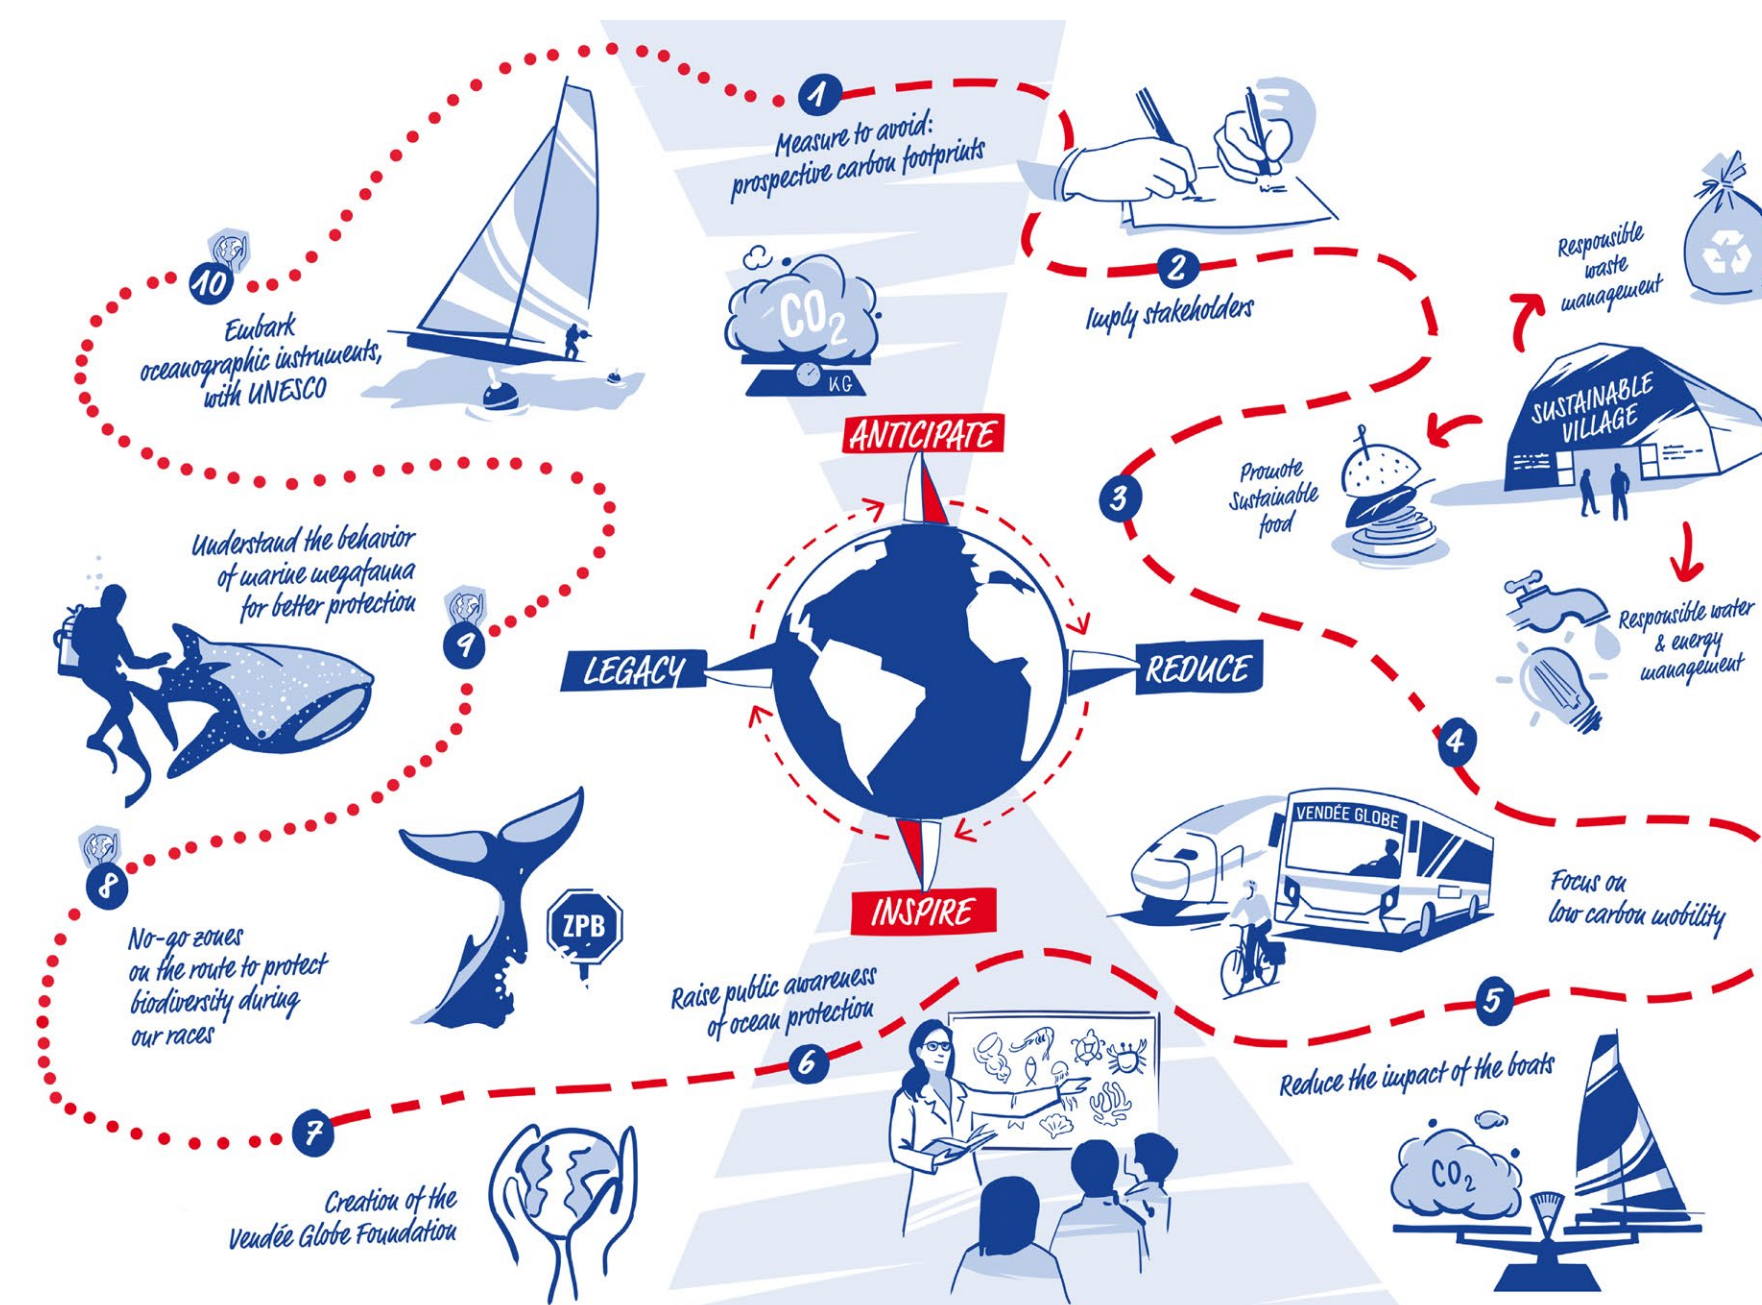 1
Measure to avoid:
prospective carbon footprints
CO2
KG
ANTICIPATE
2
Imply stakeholders
3
Responsible
waste
management
SUSTAINABLE
VILLAGE
Promote
Sustainable
food
Responsible water
& energy
management
REDUCE
4
VENDÉE GLOBE
Focus on
low carbon mobility
5
Reduce the impact of the boats
CO2
INSPIRE
6
Raise public awareness
of ocean protection
7
Creation of the
Vendée Globe Foundation
LEGACY
8
No-go zones
on the route to protect
biodiversity during
our races
ZPB
9
Understand the behavior
of marine megafauna
for better protection
10
Embark
oceanographic instruments,
with UNESCO